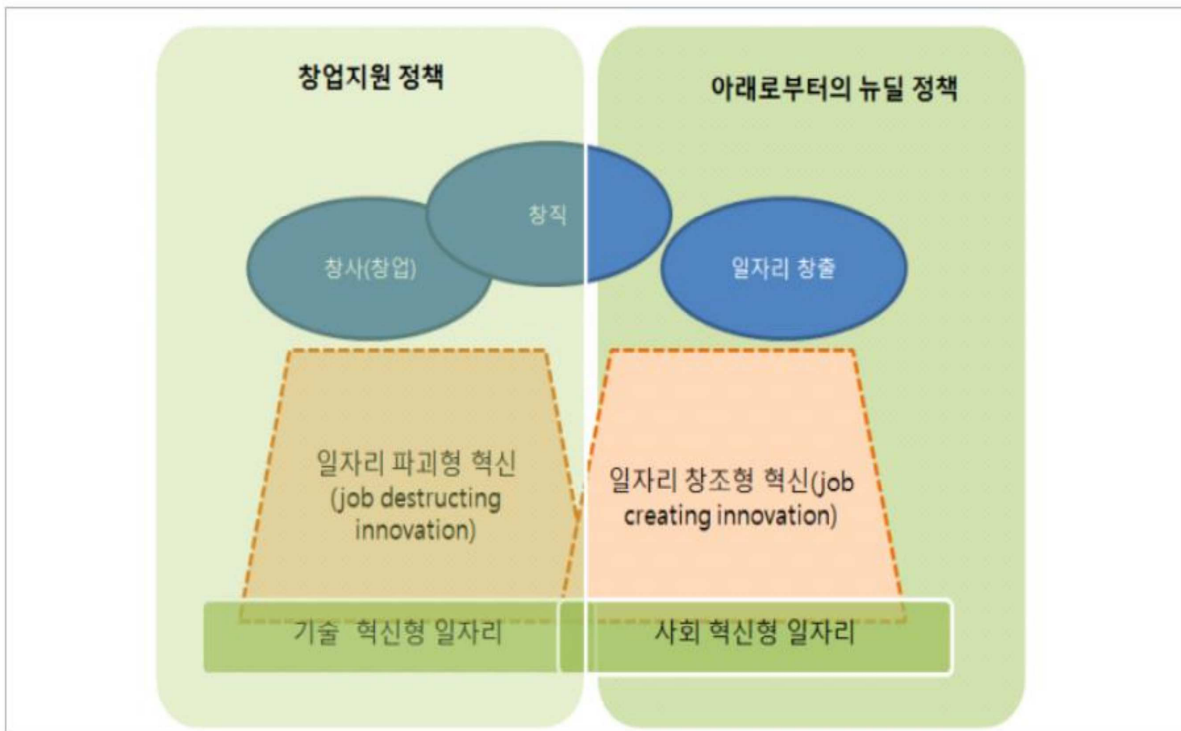 창업지원 정책
아래로부터의 뉴딜 정책
창직
창사(창업)
일자리 창출
일자리 파괴형 혁신
(job destructing
innovation)
일자리 창조형 혁신(job
creating innovation)
기술 혁신형 일자리
사회 혁신형 일자리